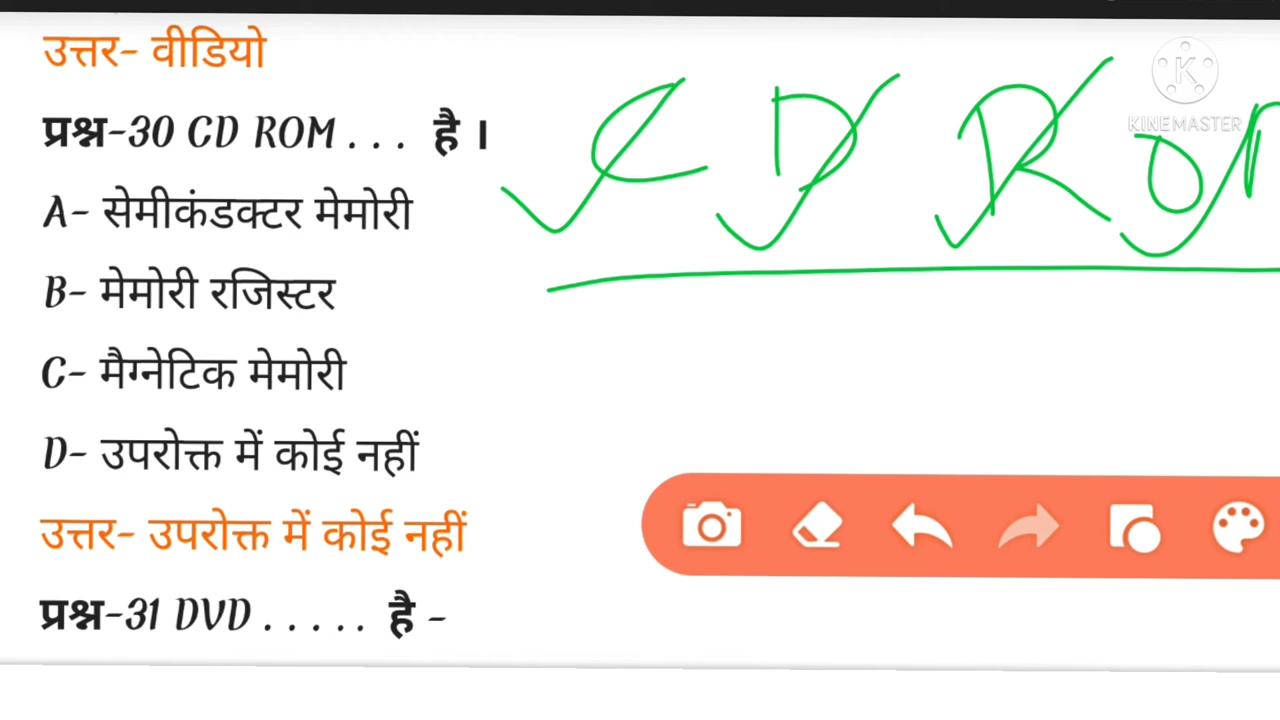 उत्तर- वीडियो
प्रश्न-30 CD ROM . . . है ।
CD RO
KINEMASTER
A- सेमीकंडक्टर मेमोरी
B- मेमोरी रजिस्टर
C- मैग्नेटिक मेमोरी
D- उपरोक्त में कोई नहीं
उत्तर- उपरोक्त में कोई नहीं
प्रश्न-31 DVD . . . . . है -